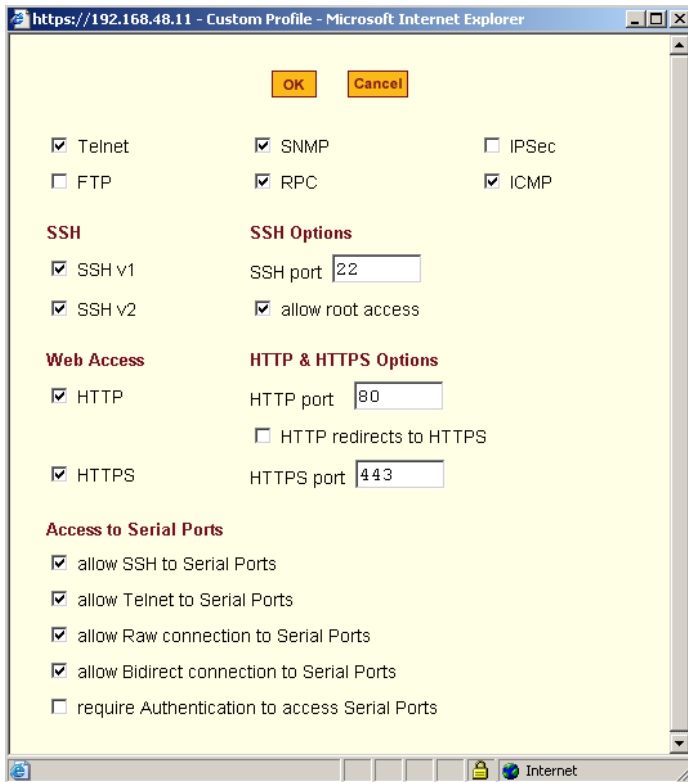 https://192.168.48.11 - Custom Profile - Microsoft Internet Explorer
OK Cancel
Telnet SNMP IPSec
FTP RPC ICMP
SSH SSH Options
SSH v1 SSH port 22
SSH v2 allow root access
Web Access HTTP & HTTPS Options
HTTP HTTP port 80
HTTP redirects to HTTPS
HTTPS HTTPS port 443
Access to Serial Ports
allow SSH to Serial Ports
allow Telnet to Serial Ports
allow Raw connection to Serial Ports
allow Bidirect connection to Serial Ports
require Authentication to access Serial Ports
Internet